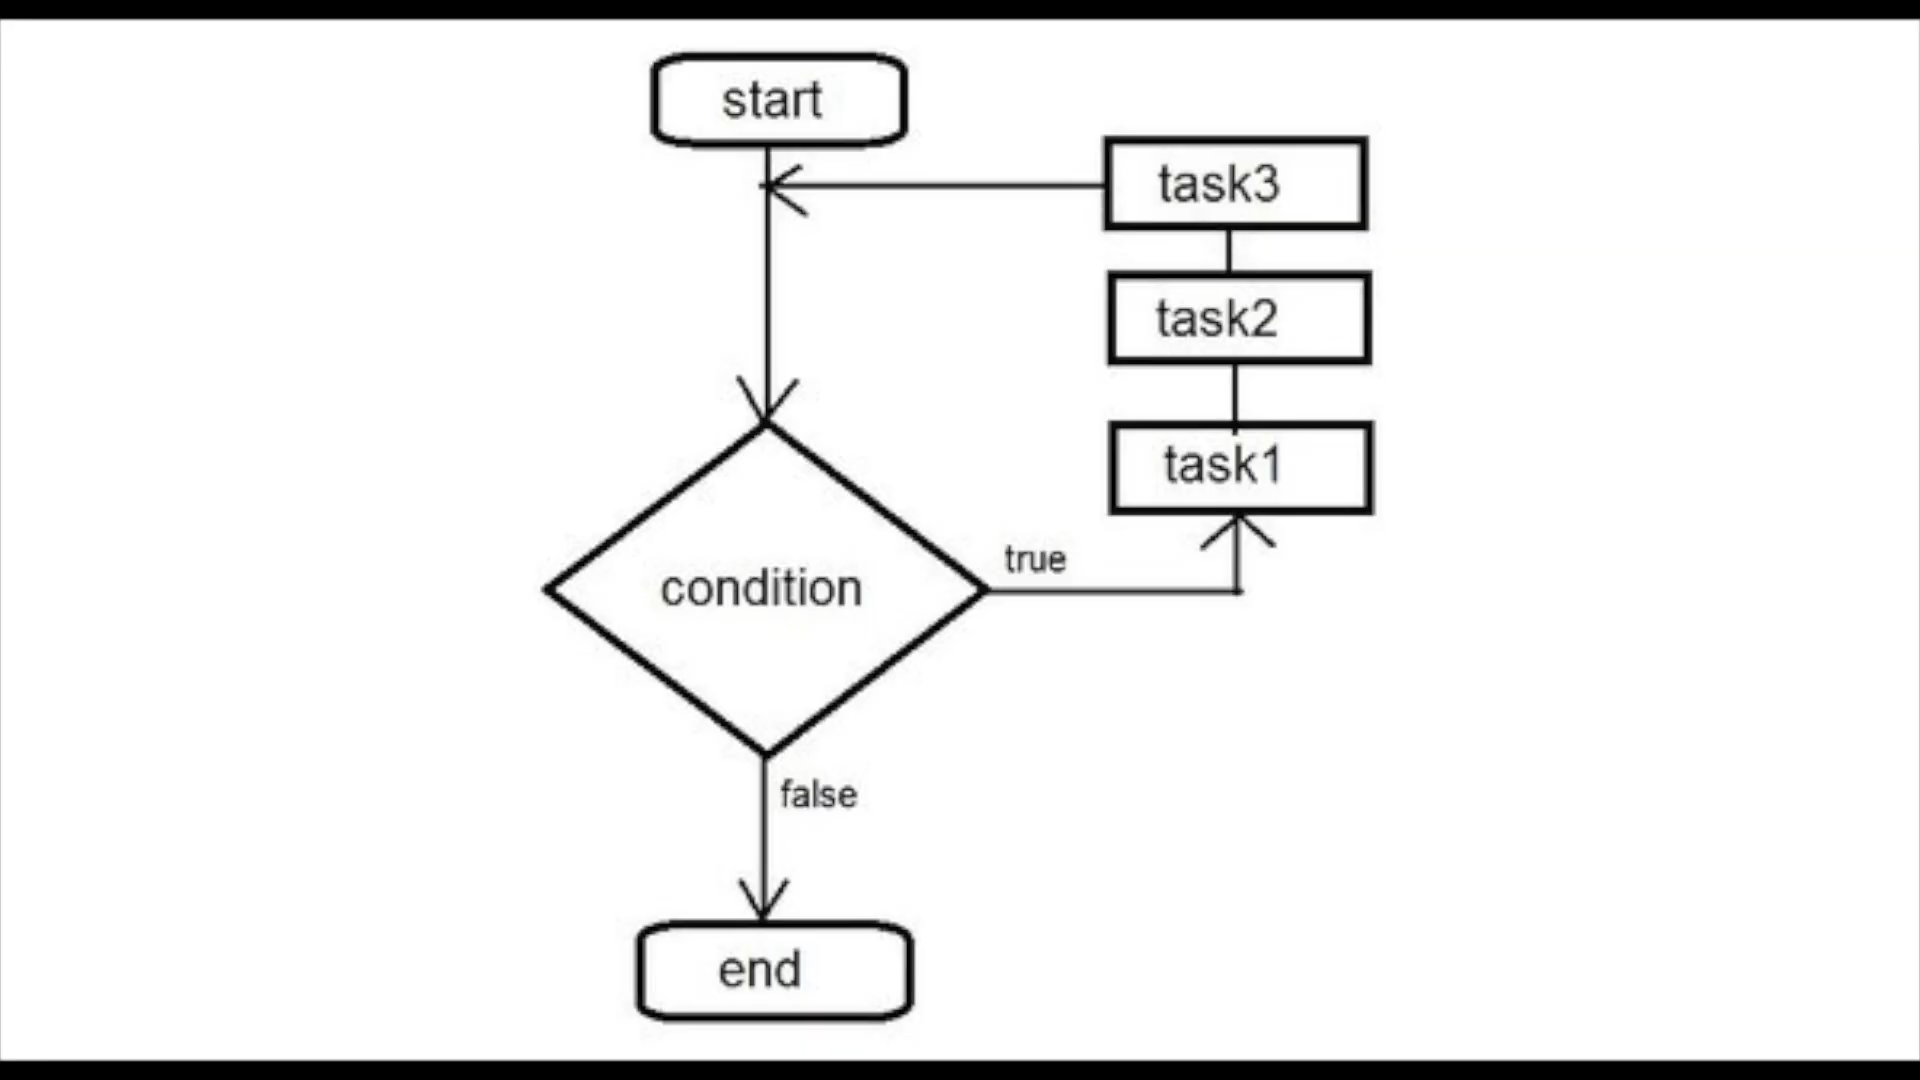 start
task3
task2
task1
true
condition
false
end